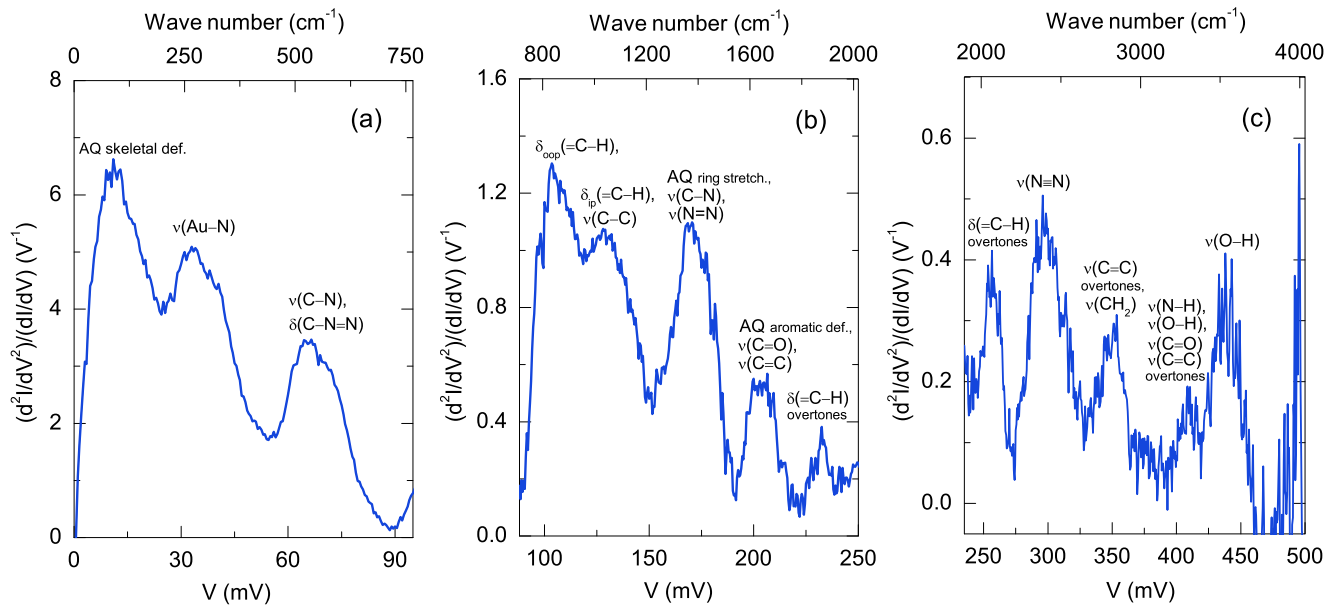 Wave number (cm⁻¹)
0 250 500 750
(a)
AQ skeletal def.
ν(Au–N)
ν(C–N),
δ(C–N=N)
8
6
4
2
0
(d²I/dV²)/(dI/dV) (V⁻¹)
0 30 60 90
V (mV)
Wave number (cm⁻¹)
800 1200 1600 2000
(b)
δoop(=C–H),
δip(=C–H),
ν(C–C)
AQ ring stretch.,
ν(C–N),
ν(N=N)
AQ aromatic def.,
ν(C=O),
ν(C=C)
δ(=C–H)
overtones
1.6
1.2
0.8
0.4
0.0
(d²I/dV²)/(dI/dV) (V⁻¹)
100 150 200 250
V (mV)
Wave number (cm⁻¹)
2000 3000 4000
(c)
δ(=C–H)
overtones
ν(N≡N)
ν(C=C)
overtones,
ν(CH₂)
ν(N–H),
ν(O–H),
ν(C=O)
ν(C=C)
overtones
ν(O–H)
0.6
0.4
0.2
0.0
(d²I/dV²)/(dI/dV) (V⁻¹)
250 300 350 400 450 500
V (mV)